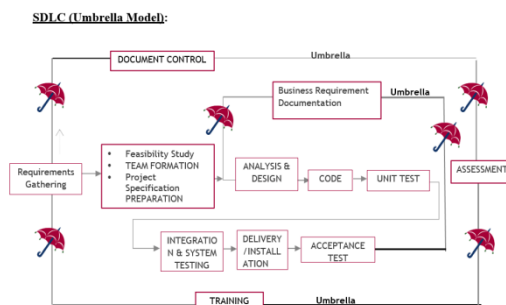 SDLC (Umbrella Model):
Umbrella
DOCUMENT CONTROL
Business Requirement
Documentation
Umbrella
• Feasibility Study
• TEAM FORMATION
• Project
Specification
PREPARATION
Requirements
Gathering
ANALYSIS &
DESIGN
CODE
UNIT TEST
ASSESSMENT
INTEGRATIO
N & SYSTEM
TESTING
DELIVERY
/INSTALL
ATION
ACCEPTANCE
TEST
TRAINING
Umbrella